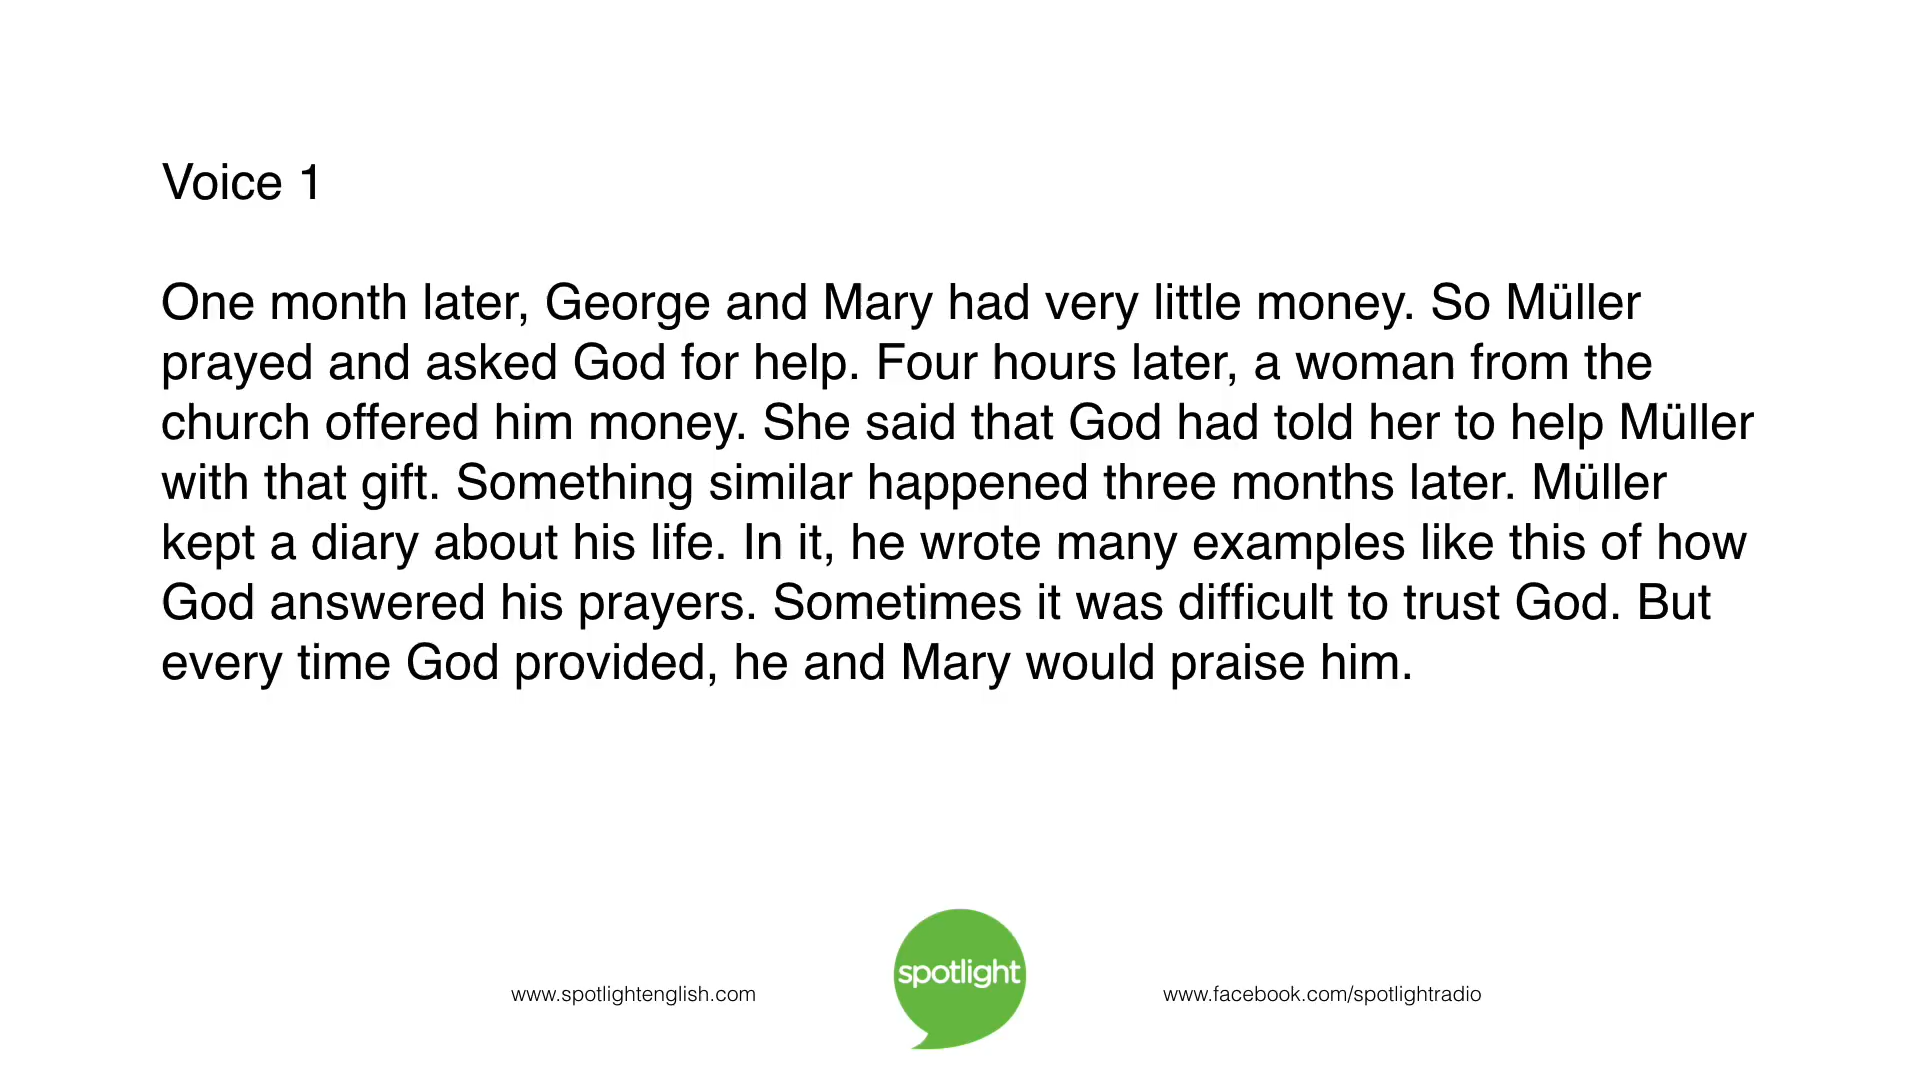 Voice 1
One month later, George and Mary had very little money. So Müller
prayed and asked God for help. Four hours later, a woman from the
church offered him money. She said that God had told her to help Müller
with that gift. Something similar happened three months later. Müller
kept a diary about his life. In it, he wrote many examples like this of how
God answered his prayers. Sometimes it was difficult to trust God. But
every time God provided, he and Mary would praise him.
spotlight
www.spotlightenglish.com
www.facebook.com/spotlightradio